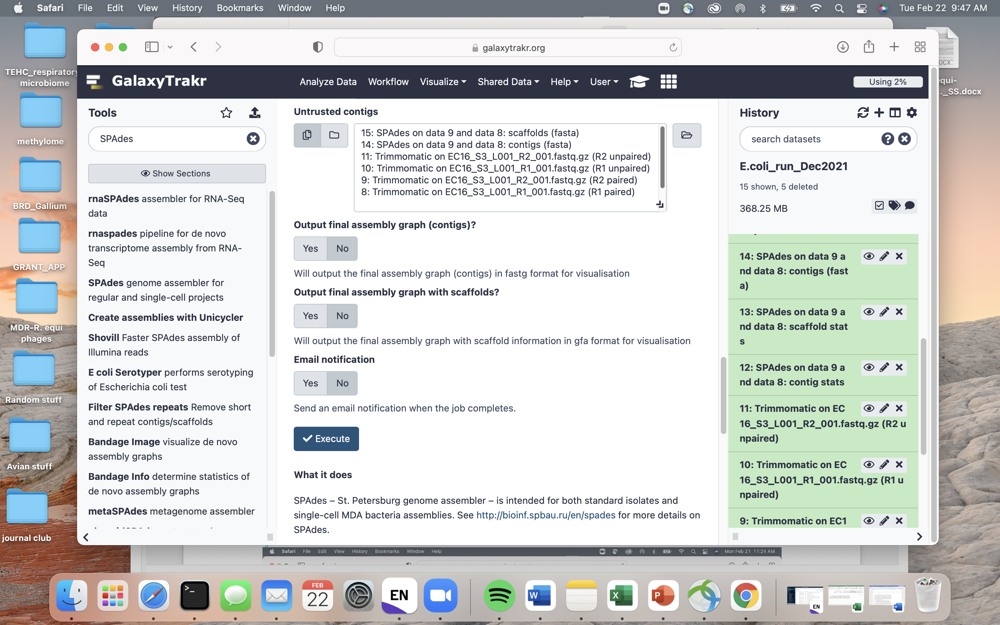 Safari File Edit View History Bookmarks Window Help
Tue Feb 22 9:47 AM
TEHC_respiratory
microbiome
methylome
BRD_Gallium
GRANT_APP
MDR-R. equi
phages
Random stuff
Avian stuff
journal club
equi-
.._SS.docx
galaxytrakr.org
GalaxyTrakr
Analyze Data Workflow Visualize Shared Data Help User
Using 2%
Tools
SPAdes
Show Sections
rnaSPAdes assembler for RNA-Seq
data
rnaspades pipeline for de novo
transcriptome assembly from RNA-
Seq
SPAdes genome assembler for
regular and single-cell projects
Create assemblies with Unicycler
Shovill Faster SPAdes assembly of
Illumina reads
E coli Serotyper performs serotyping
of Escherichia coli test
Filter SPAdes repeats Remove short
and repeat contigs/scaffolds
Bandage Image visualize de novo
assembly graphs
Bandage Info determine statistics of
de novo assembly graphs
metaSPAdes metagenome assembler
Untrusted contigs
15: SPAdes on data 9 and data 8: scaffolds (fasta)
14: SPAdes on data 9 and data 8: contigs (fasta)
11: Trimmomatic on EC16_S3_L001_R2_001.fastq.gz (R2 unpaired)
10: Trimmomatic on EC16_S3_L001_R1_001.fastq.gz (R1 unpaired)
9: Trimmomatic on EC16_S3_L001_R2_001.fastq.gz (R2 paired)
8: Trimmomatic on EC16_S3_L001_R1_001.fastq.gz (R1 paired)
Output final assembly graph (contigs)?
Yes No
Will output the final assembly graph (contigs) in fastg format for visualisation
Output final assembly graph with scaffolds?
Yes No
Will output the final assembly graph with scaffold information in gfa format for visualisation
Email notification
Yes No
Send an email notification when the job completes.
Execute
What it does
SPAdes – St. Petersburg genome assembler – is intended for both standard isolates and
single-cell MDA bacteria assemblies. See http://bioinf.spbau.ru/en/spades for more details on
SPAdes.
History
search datasets
E.coli_run_Dec2021
15 shown, 5 deleted
368.25 MB
14: SPAdes on data 9 a
nd data 8: contigs (fast
a)
13: SPAdes on data 9 a
nd data 8: scaffold stat
s
12: SPAdes on data 9 a
nd data 8: contig stats
11: Trimmomatic on EC
16_S3_L001_R2_001.fastq.gz (R2 u
npaired)
10: Trimmomatic on EC
16_S3_L001_R1_001.fastq.gz (R1 u
npaired)
9: Trimmomatic on EC1
Safari File Edit View History Bookmarks Window Help
Mon Feb 21 11:24 AM
FEB
22
EN
W
X
P
EN